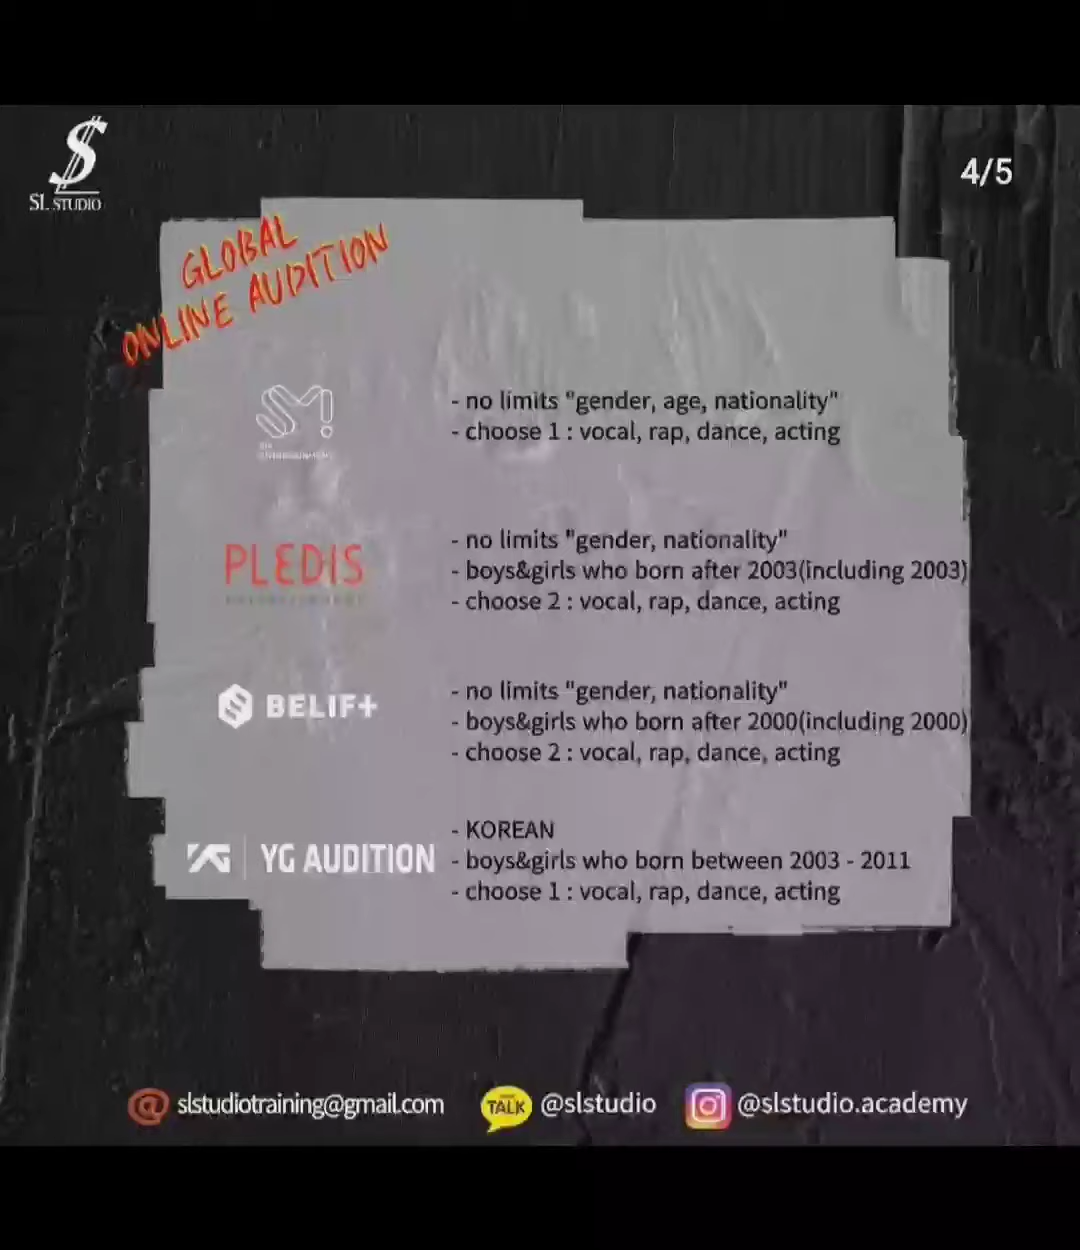 SL STUDIO
4/5
GLOBAL
ONLINE AUDITION
SM
ENTERTAINMENT
- no limits "gender, age, nationality"
- choose 1 : vocal, rap, dance, acting
PLEDIS
- no limits "gender, nationality"
- boys&girls who born after 2003(including 2003)
- choose 2 : vocal, rap, dance, acting
BELIF+
- no limits "gender, nationality"
- boys&girls who born after 2000(including 2000)
- choose 2 : vocal, rap, dance, acting
YG | YG AUDITION
- KOREAN
- boys&girls who born between 2003 - 2011
- choose 1 : vocal, rap, dance, acting
@ slstudiotraining@gmail.com
TALK @slstudio
@slstudio.academy